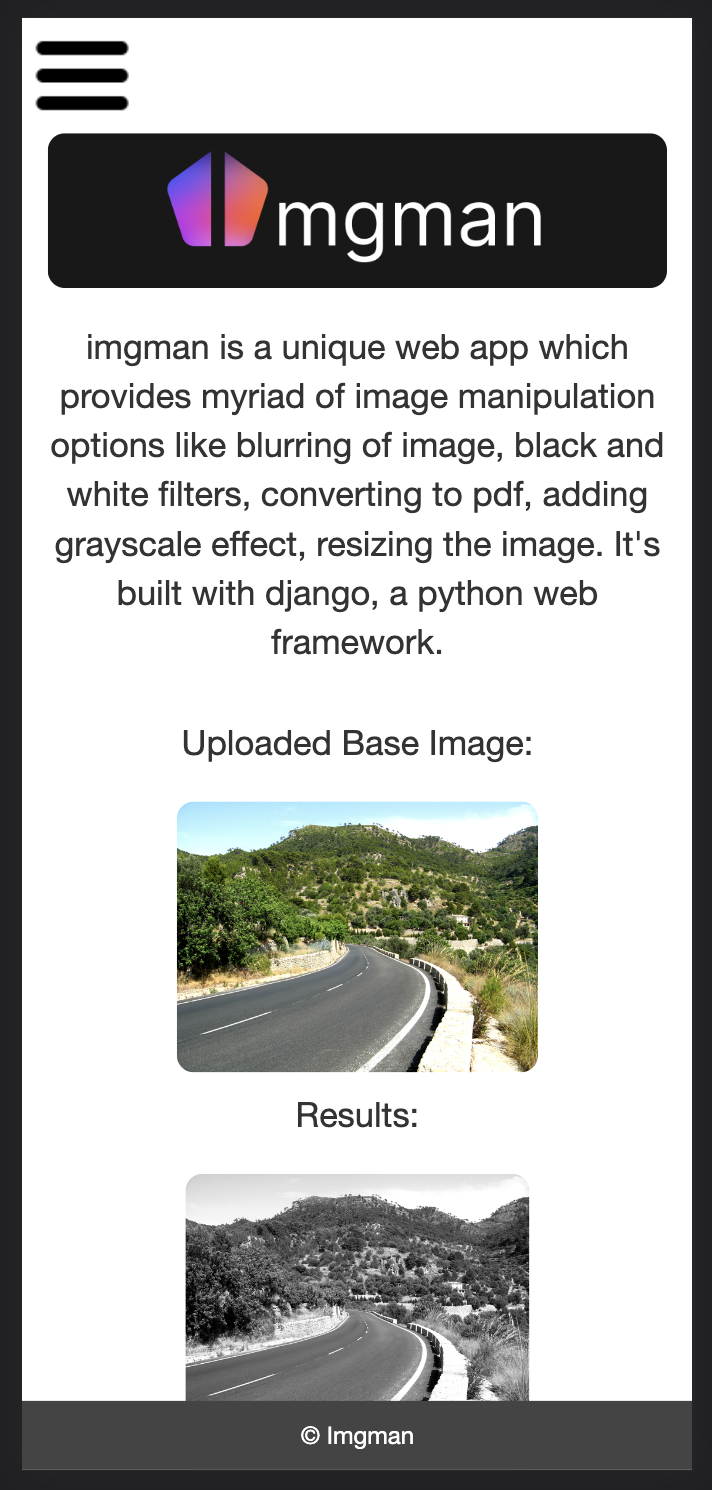 mgman
imgman is a unique web app which
provides myriad of image manipulation
options like blurring of image, black and
white filters, converting to pdf, adding
grayscale effect, resizing the image. It's
built with django, a python web
framework.
Uploaded Base Image:
Results:
© Imgman